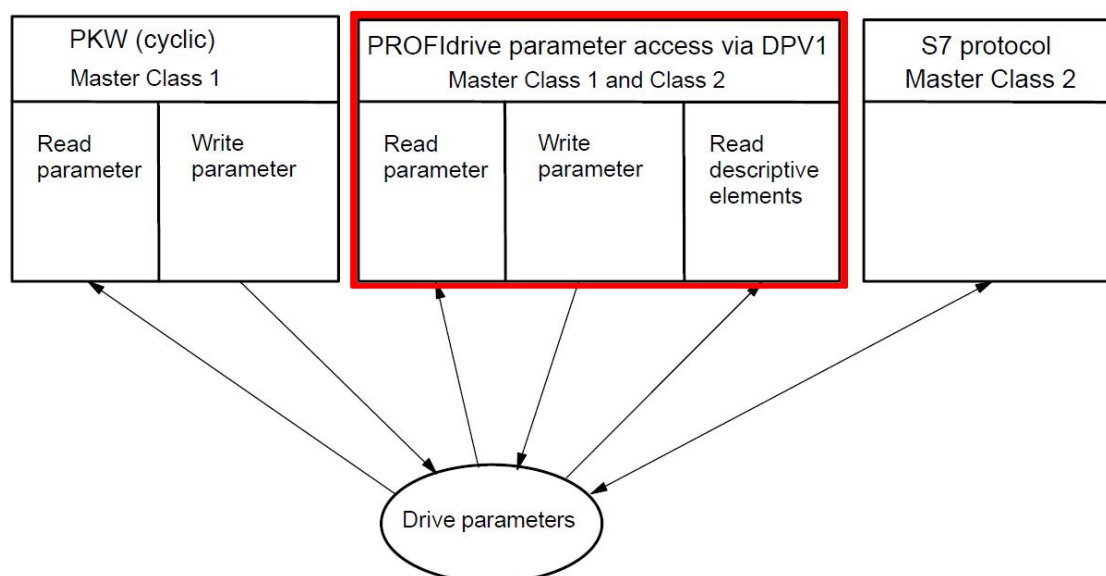 PKW (cyclic)
Master Class 1
Read
parameter
Write
parameter
PROFIdrive parameter access via DPV1
Master Class 1 and Class 2
Read
parameter
Write
parameter
Read
descriptive
elements
S7 protocol
Master Class 2
Drive parameters